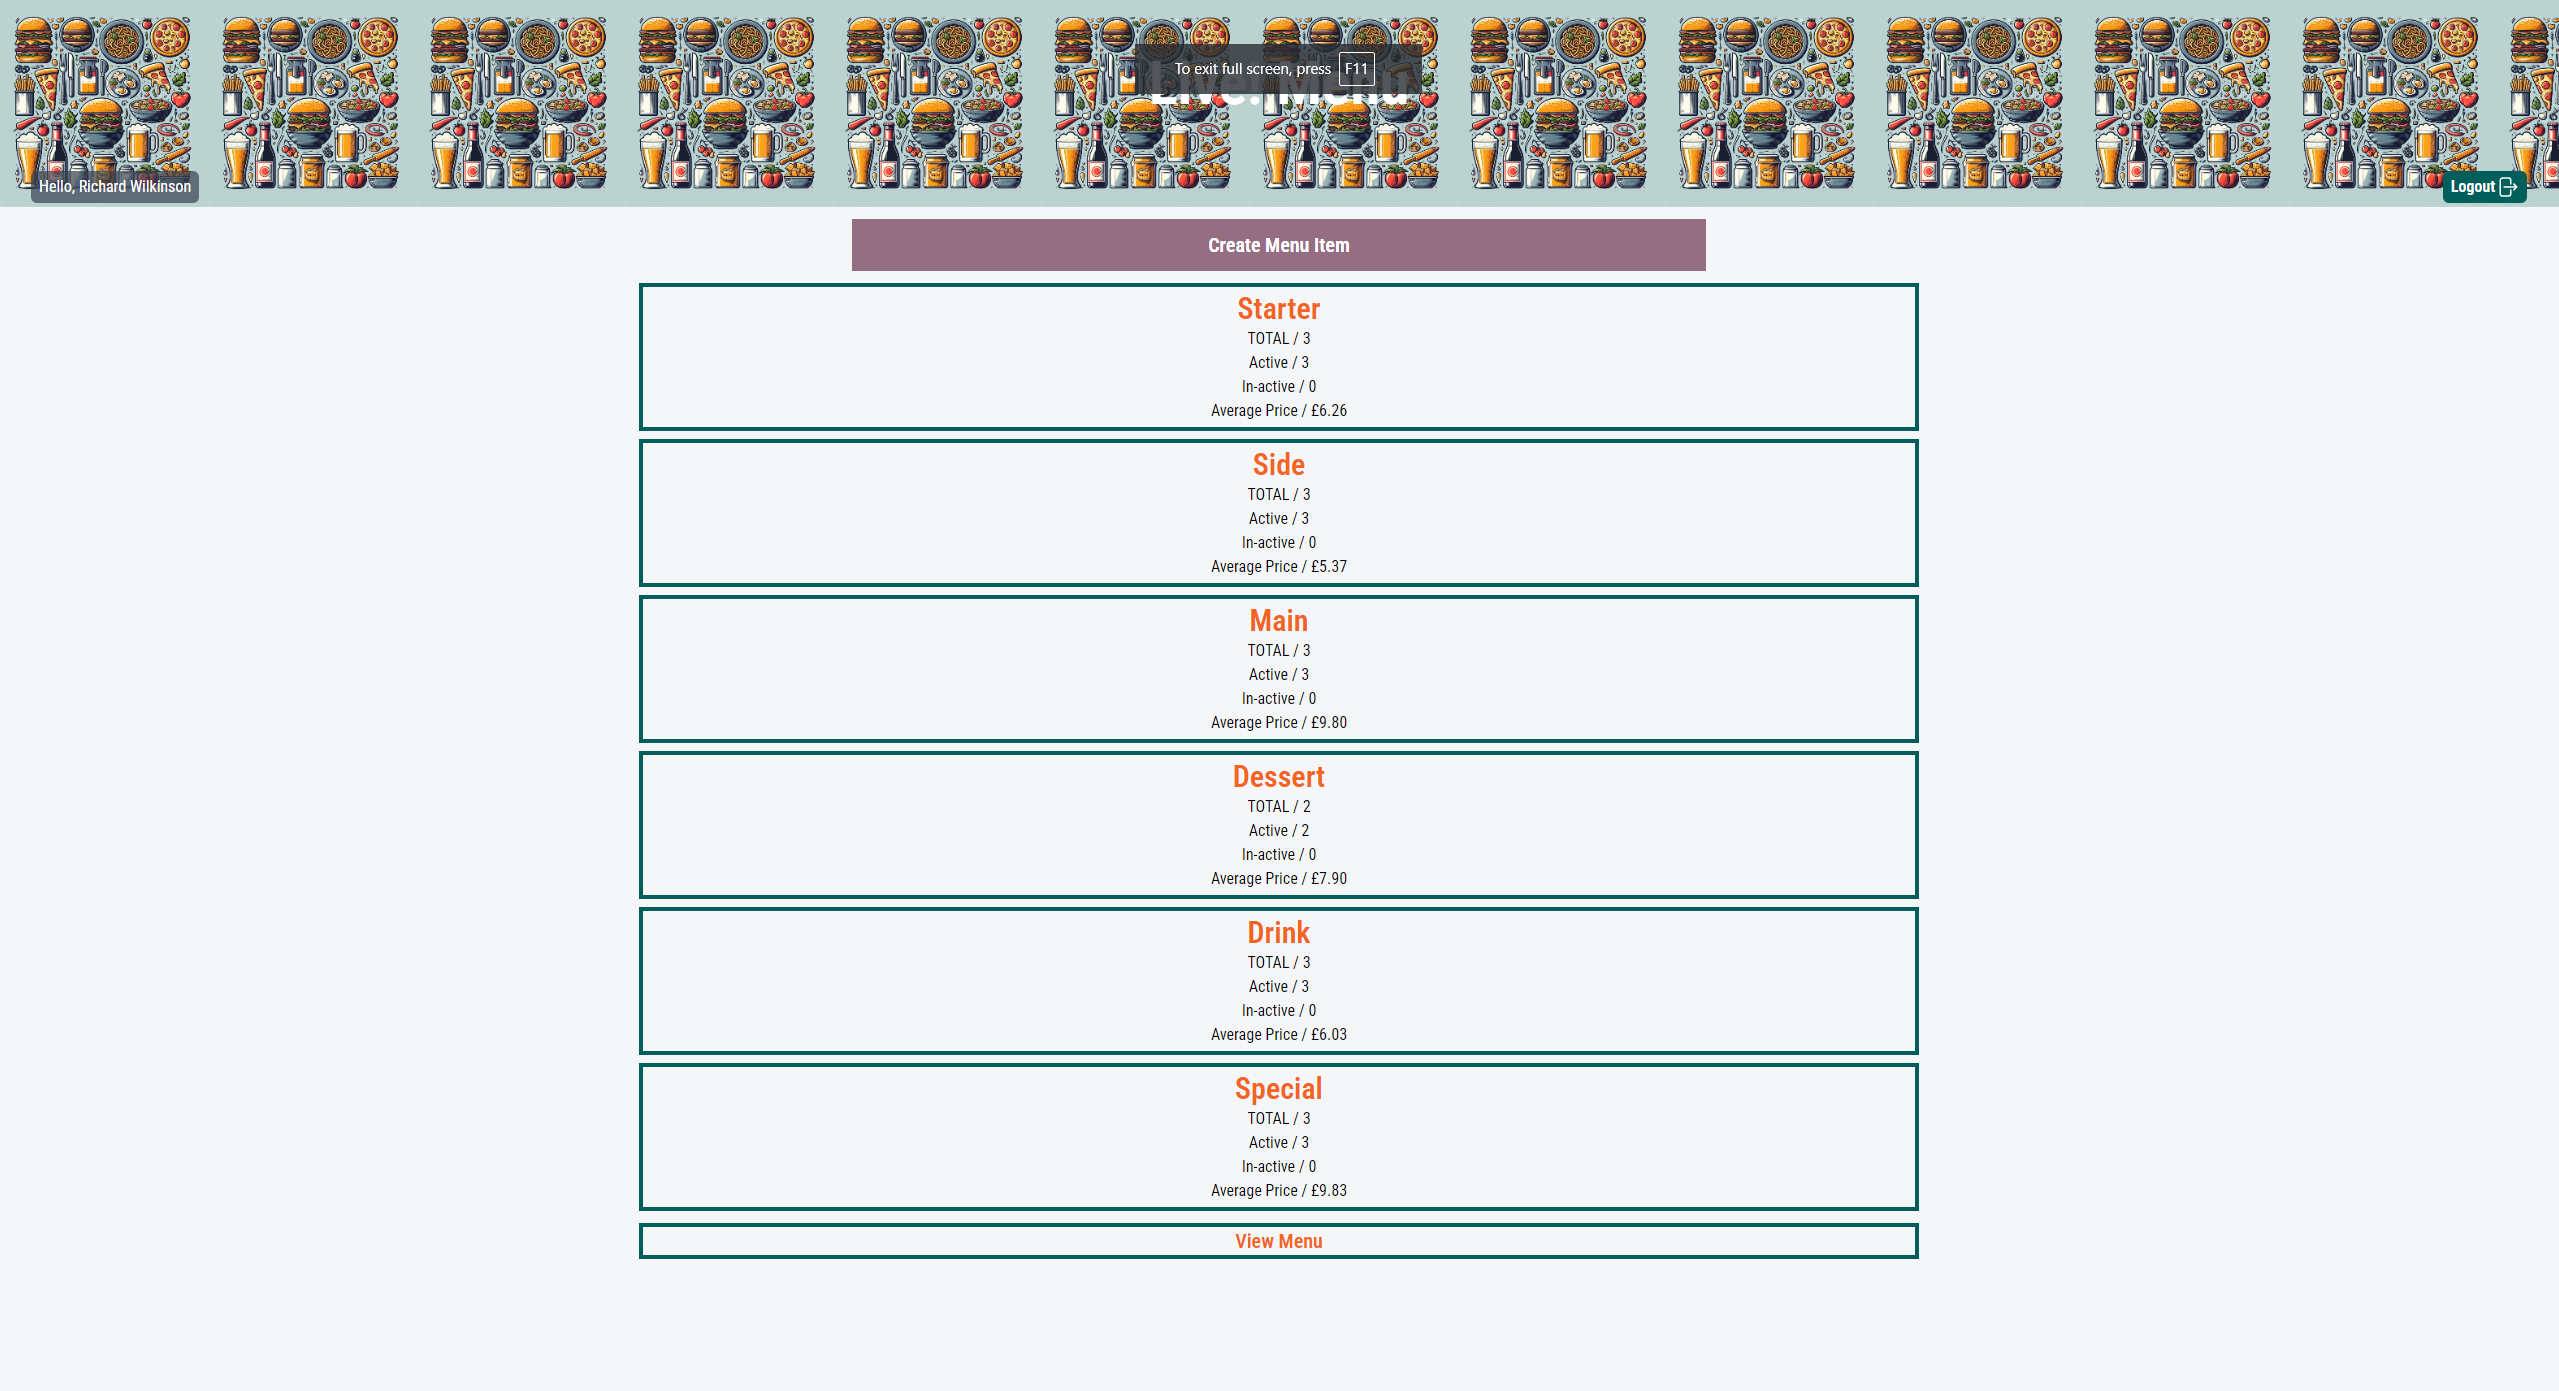 To exit full screen, press F11
Menu
Hello, Richard Wilkinson
Logout
Create Menu Item
Starter
TOTAL / 3
Active / 3
In-active / 0
Average Price / £6.26
Side
TOTAL / 3
Active / 3
In-active / 0
Average Price / £5.37
Main
TOTAL / 3
Active / 3
In-active / 0
Average Price / £9.80
Dessert
TOTAL / 2
Active / 2
In-active / 0
Average Price / £7.90
Drink
TOTAL / 3
Active / 3
In-active / 0
Average Price / £6.03
Special
TOTAL / 3
Active / 3
In-active / 0
Average Price / £9.83
View Menu